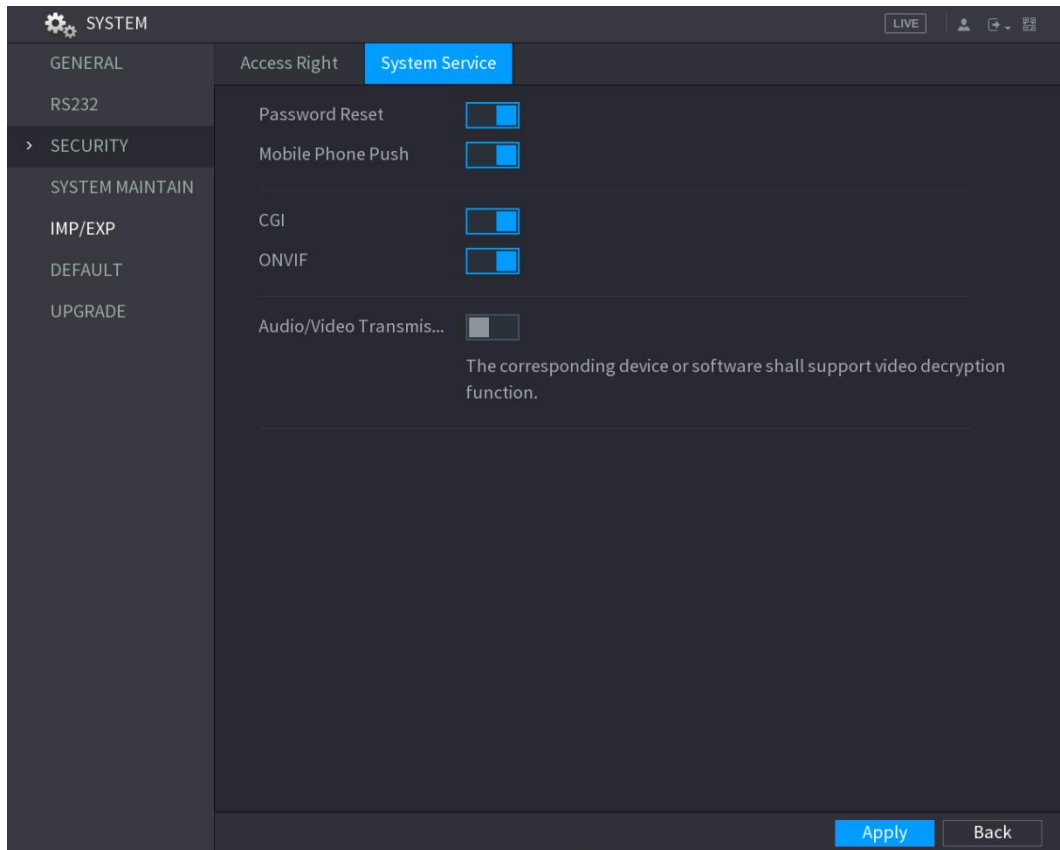 SYSTEM
LIVE
GENERAL
RS232
> SECURITY
SYSTEM MAINTAIN
IMP/EXP
DEFAULT
UPGRADE
Access Right
System Service
Password Reset
Mobile Phone Push
CGI
ONVIF
Audio/Video Transmis...
The corresponding device or software shall support video decryption
function.
Apply
Back